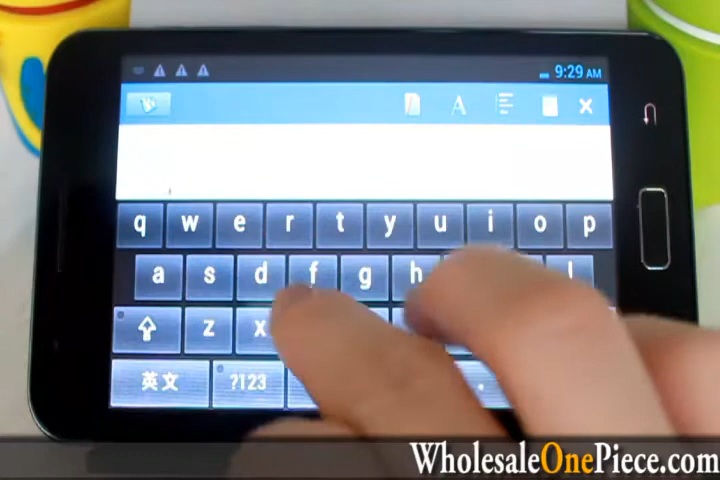 9:29 AM
A
q w e r t y u i o p
a s d f g h l
z x
英文 ?123 .
WholesaleOnePiece.com